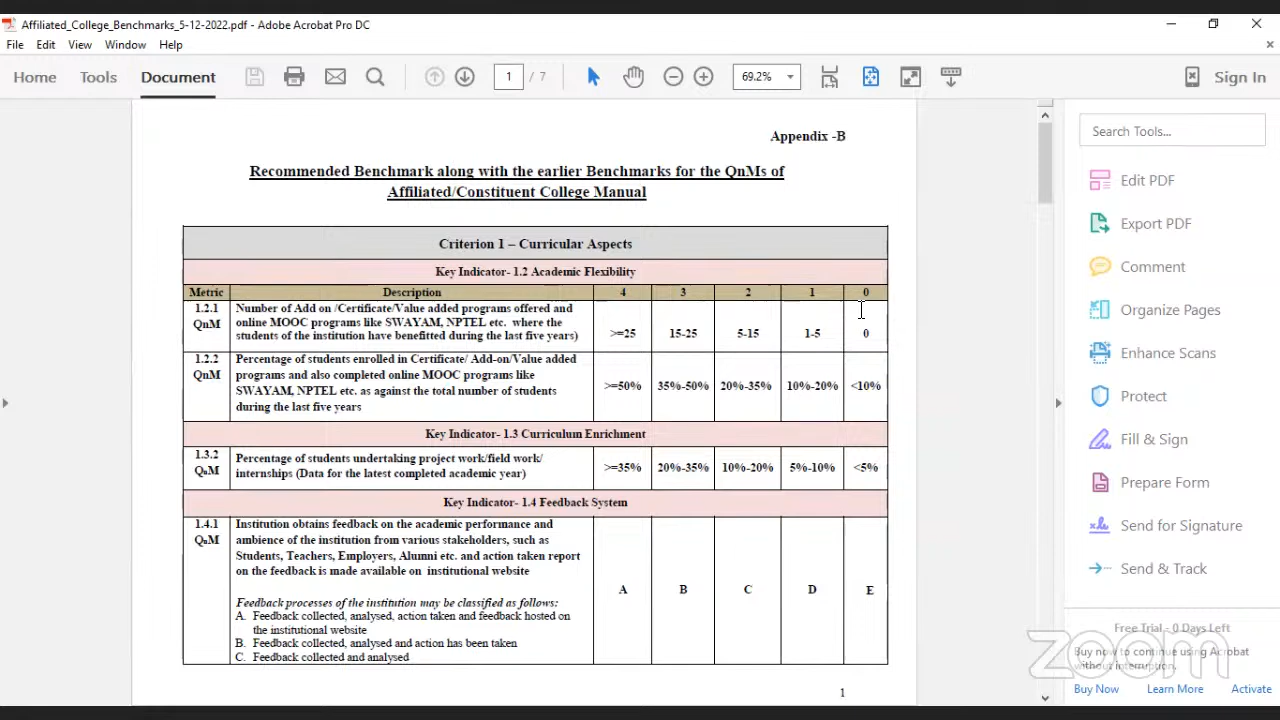 Affiliated_College_Benchmarks_5-12-2022.pdf - Adobe Acrobat Pro DC
File Edit View Window Help
Home Tools Document 1 / 7 69.2% Sign In
Search Tools...
Edit PDF
Export PDF
Comment
Organize Pages
Enhance Scans
Protect
Fill & Sign
Prepare Form
Send for Signature
Send & Track
Free Trial - 0 Days Left
Buy now to continue using Acrobat
without interruption.
Buy Now Learn More Activate
zoom
Appendix -B
Recommended Benchmark along with the earlier Benchmarks for the QnMs of
Affiliated/Constituent College Manual
Criterion 1 – Curricular Aspects
Key Indicator- 1.2 Academic Flexibility
Metric Description 4 3 2 1 0
1.2.1 Number of Add on /Certificate/Value added programs offered and
QnM online MOOC programs like SWAYAM, NPTEL etc. where the
students of the institution have benefitted during the last five years) >=25 15-25 5-15 1-5 0
1.2.2 Percentage of students enrolled in Certificate/ Add-on/Value added
QnM programs and also completed online MOOC programs like
SWAYAM, NPTEL etc. as against the total number of students >=50% 35%-50% 20%-35% 10%-20% <10%
during the last five years
Key Indicator- 1.3 Curriculum Enrichment
1.3.2 Percentage of students undertaking project work/field work/
QnM internships (Data for the latest completed academic year) >=35% 20%-35% 10%-20% 5%-10% <5%
Key Indicator- 1.4 Feedback System
1.4.1 Institution obtains feedback on the academic performance and
QnM ambience of the institution from various stakeholders, such as
Students, Teachers, Employers, Alumni etc. and action taken report
on the feedback is made available on institutional website
A B C D E
Feedback processes of the institution may be classified as follows:
A. Feedback collected, analysed, action taken and feedback hosted on
the institutional website
B. Feedback collected, analysed and action has been taken
C. Feedback collected and analysed
1